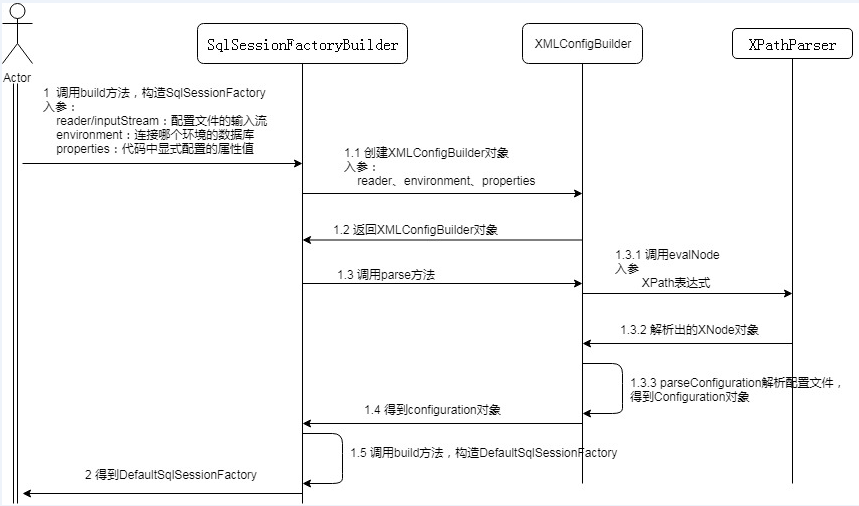 SqlSessionFactoryBuilder
XMLConfigBuilder
XPathParser
Actor
1 调用build方法，构造SqlSessionFactory
入参：
reader/inputStream：配置文件的输入流
environment：连接哪个环境的数据库
properties：代码中显式配置的属性值
1.1 创建XMLConfigBuilder对象
入参：
reader、environment、properties
1.2 返回XMLConfigBuilder对象
1.3 调用parse方法
1.3.1 调用evalNode
入参
XPath表达式
1.3.2 解析出的XNode对象
1.3.3 parseConfiguration解析配置文件，
得到Configuration对象
1.4 得到configuration对象
1.5 调用build方法，构造DefaultSqlSessionFactory
2 得到DefaultSqlSessionFactory